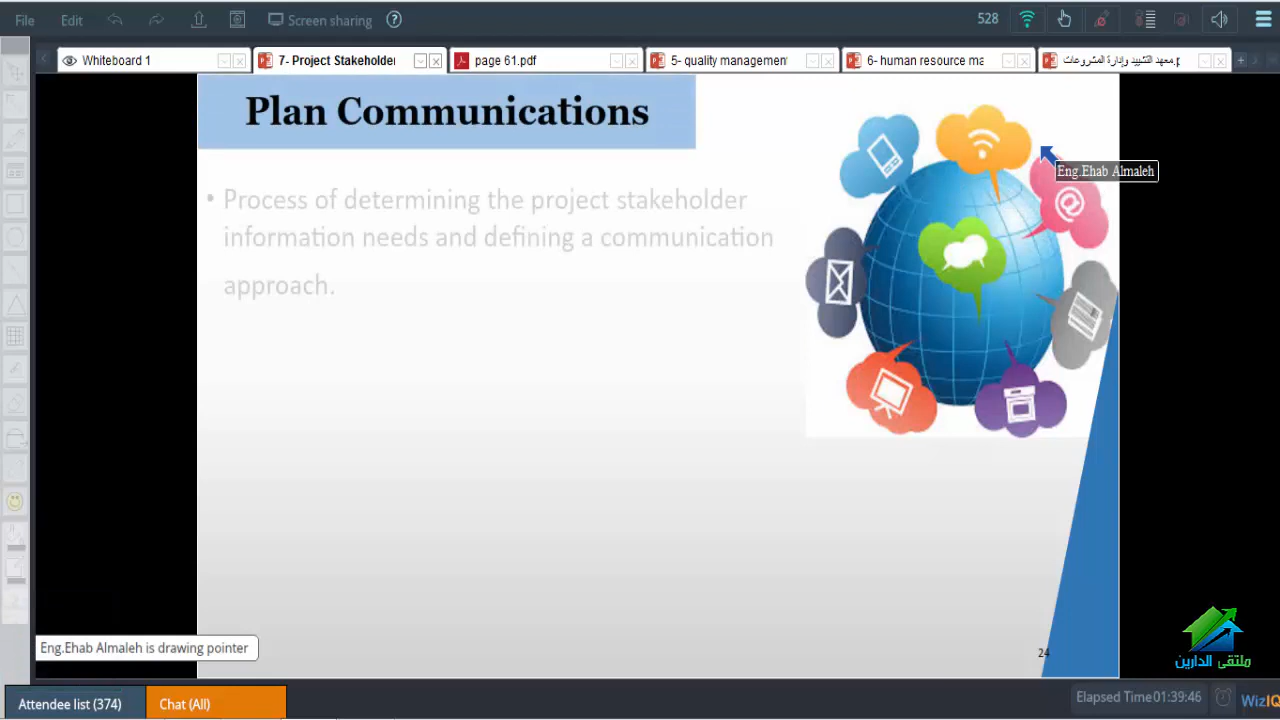 File Edit Screen sharing ? 528
Whiteboard 1 7- Project Stakeholde page 61.pdf 5- quality managemen 6- human resource ma معهد التشييد وإدارة المشروعات.p
Plan Communications
Eng.Ehab Almaleh
• Process of determining the project stakeholder
information needs and defining a communication
approach.
@
Eng.Ehab Almaleh is drawing pointer
24
ملتقى الدارين
Attendee list (374) Chat (All) Elapsed Time01:39:46 WizIQ